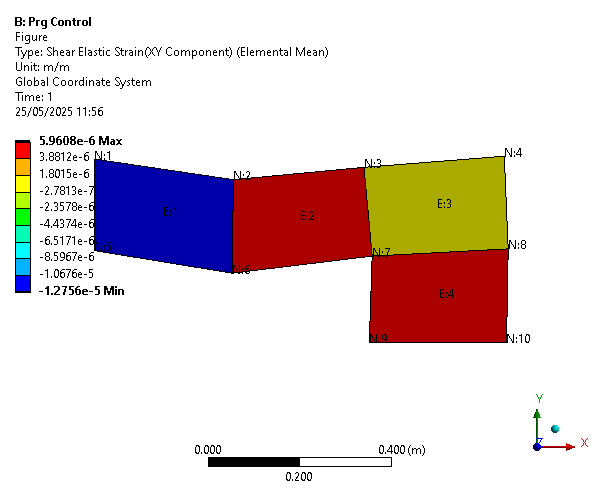 B: Prg Control
Figure
Type: Shear Elastic Strain(XY Component) (Elemental Mean)
Unit: m/m
Global Coordinate System
Time: 1
25/05/2025 11:56
5.9608e-6 Max
3.8812e-6
1.8015e-6
-2.7813e-7
-2.3578e-6
-4.4374e-6
-6.5171e-6
-8.5967e-6
-1.0676e-5
-1.2756e-5 Min
N:1
N:2
N:3
N:4
E:1
E:2
E:3
N:5
N:6
N:7
N:8
E:4
N:9
N:10
0.000
0.400 (m)
0.200
Y
X
Z